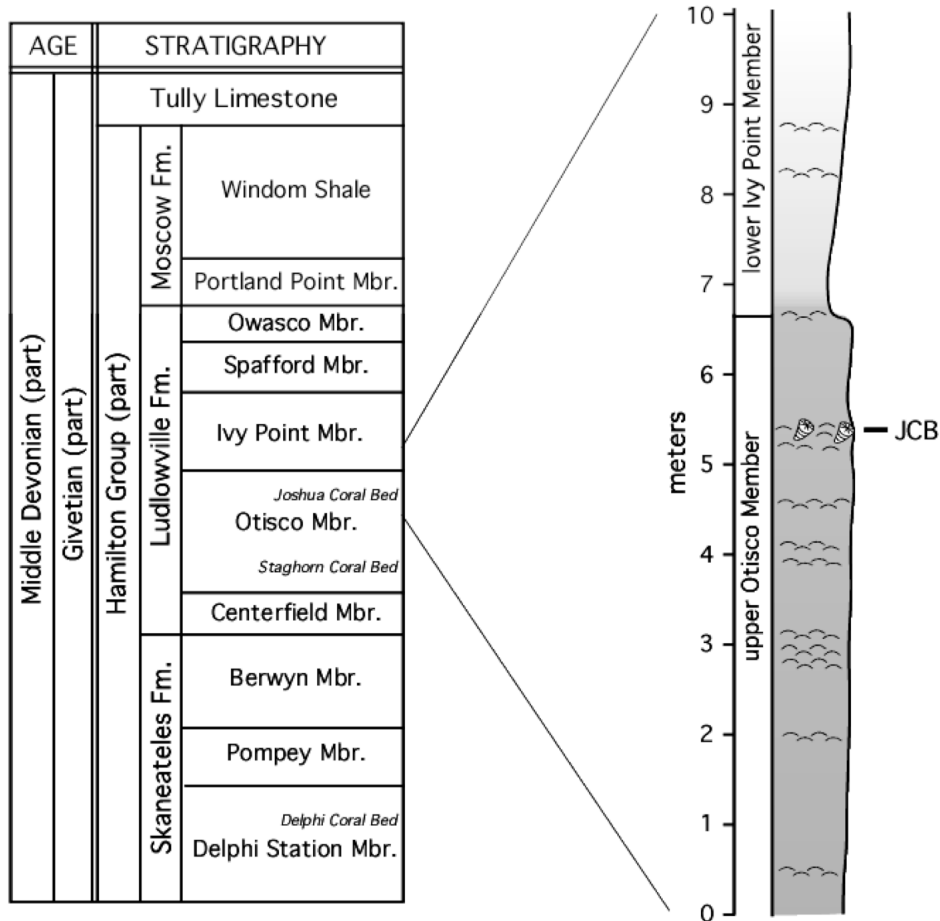 AGE
STRATIGRAPHY
Middle Devonian (part)
Givetian (part)
Tully Limestone
Hamilton Group (part)
Moscow Fm.
Windom Shale
Portland Point Mbr.
Ludlowville Fm.
Owasco Mbr.
Spafford Mbr.
Ivy Point Mbr.
Joshua Coral Bed
Otisco Mbr.
Staghorn Coral Bed
Centerfield Mbr.
Skaneateles Fm.
Berwyn Mbr.
Pompey Mbr.
Delphi Coral Bed
Delphi Station Mbr.
meters
10
9
8
7
6
5
4
3
2
1
0
lower Ivy Point Member
upper Otisco Member
JCB